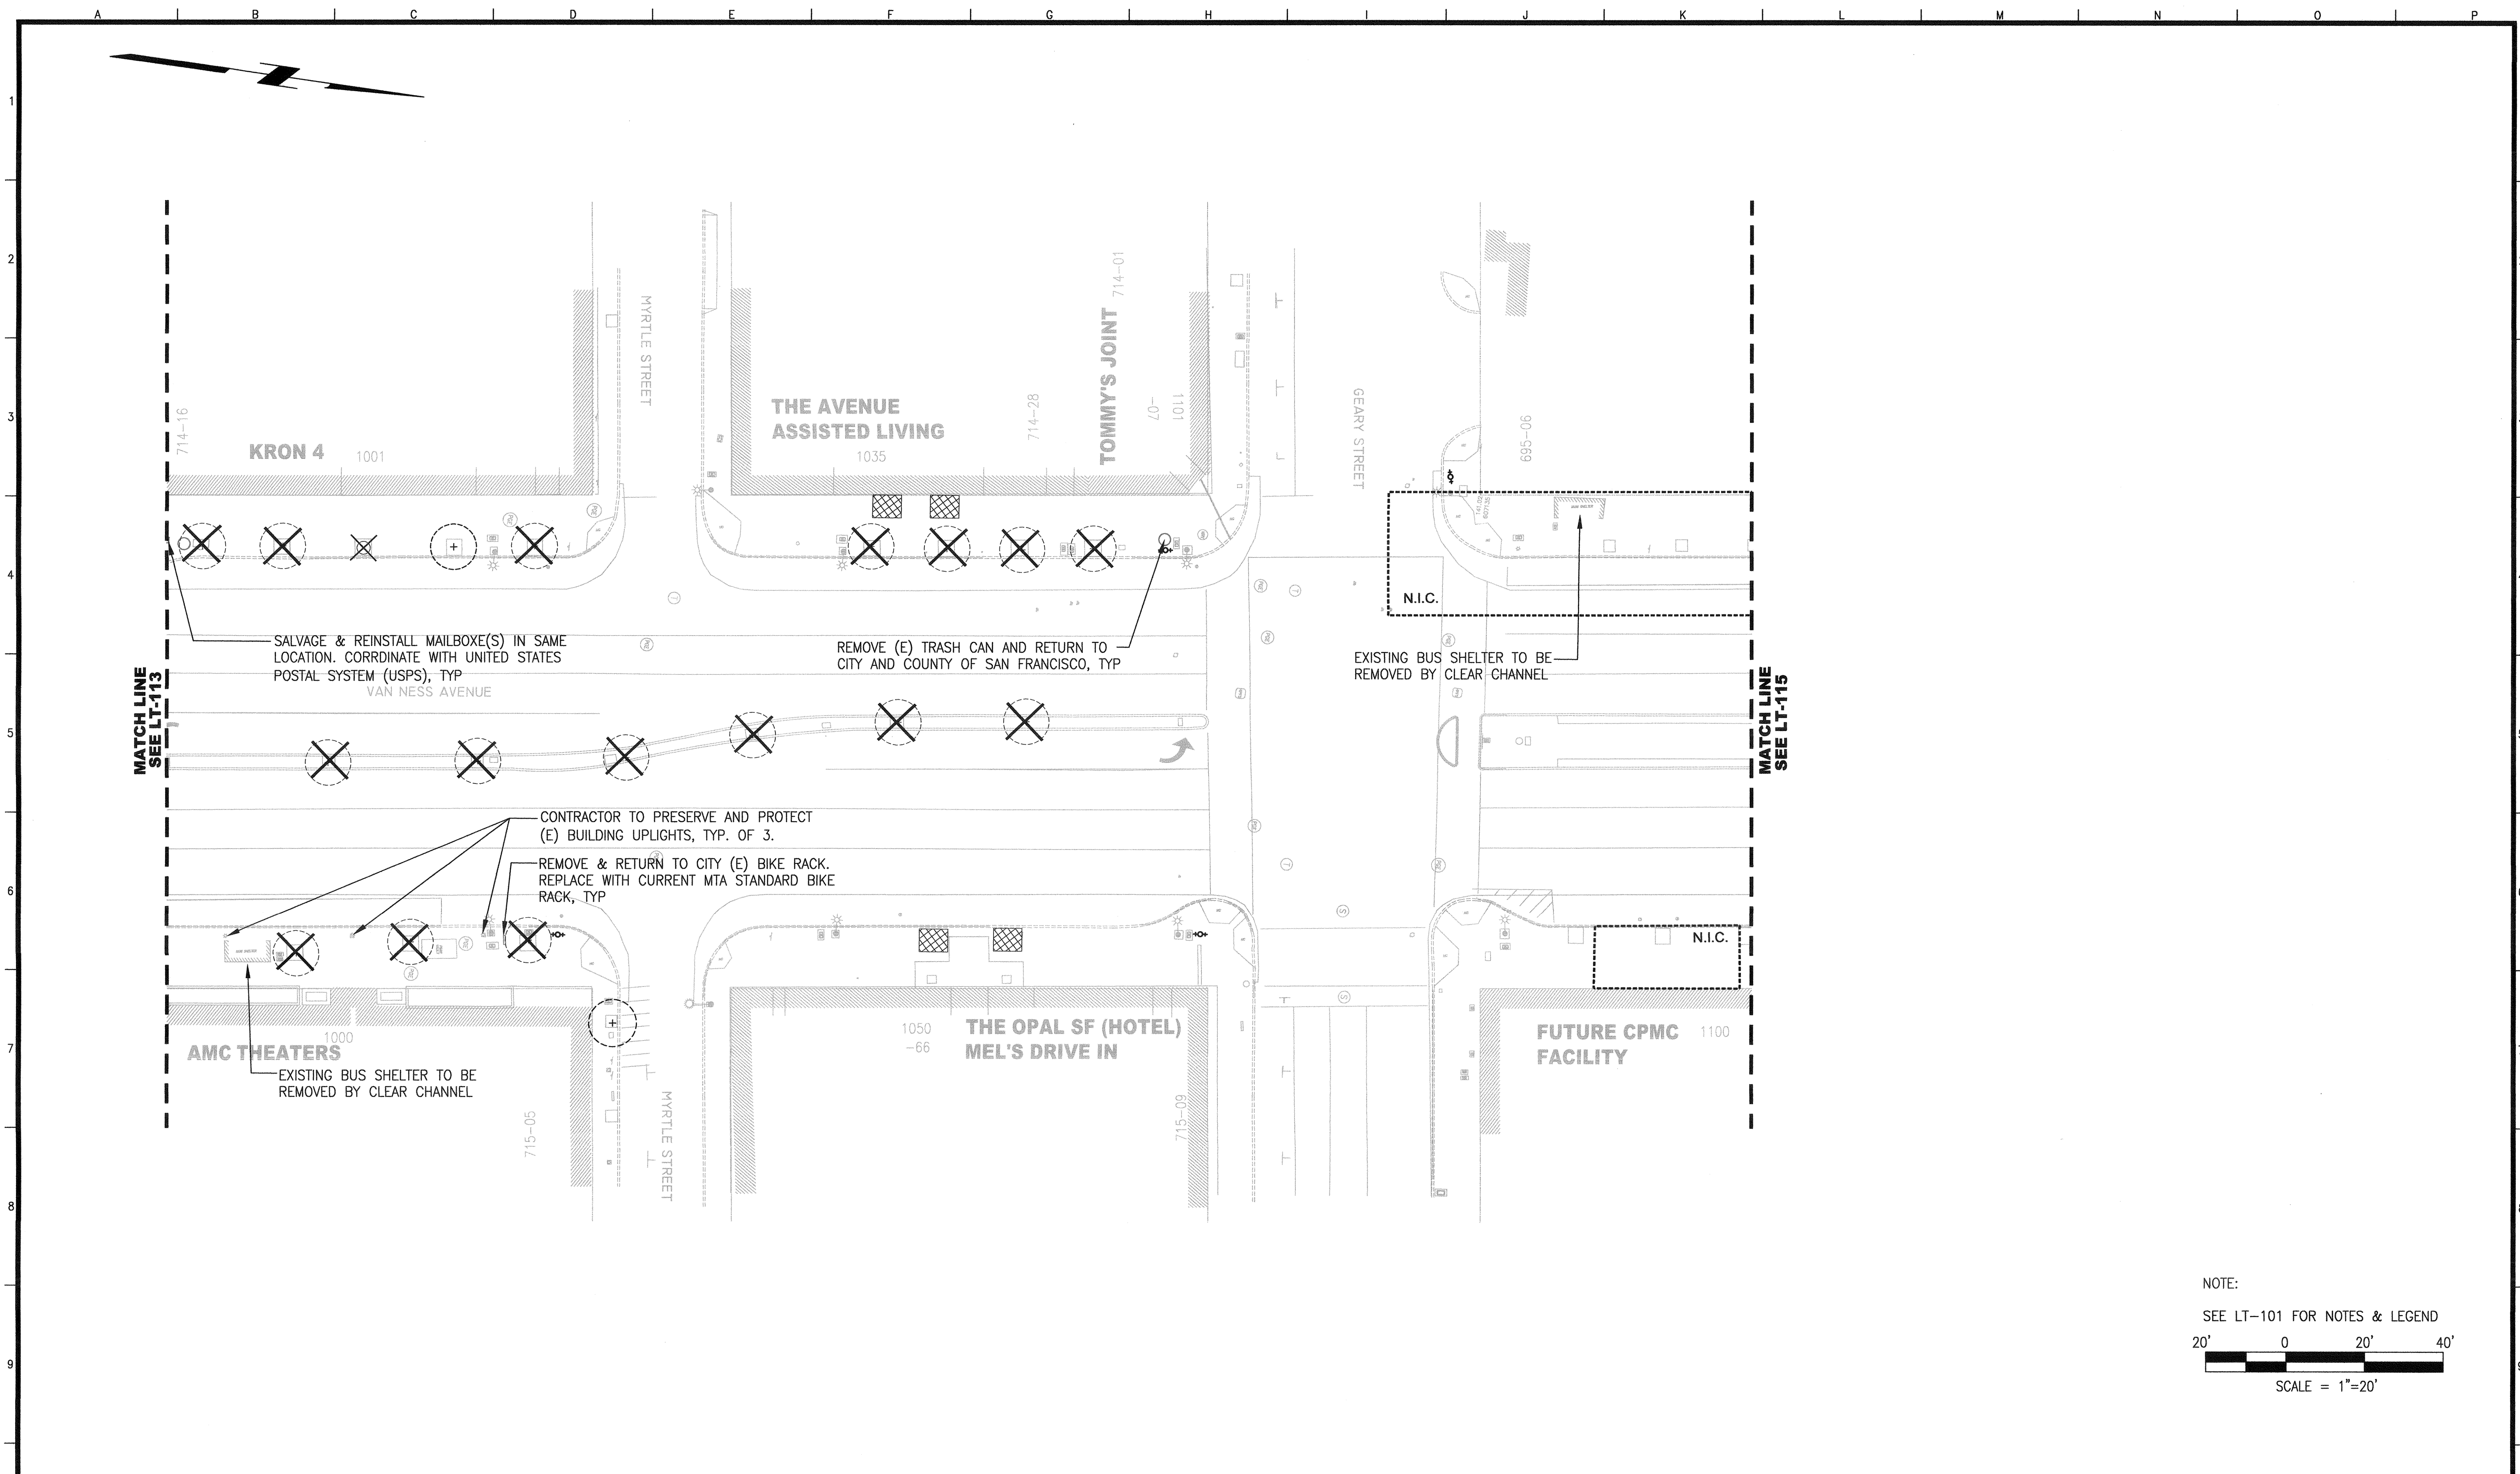 A B C D E F G H I J K L M N O P
1
2
3
4
5
6
7
8
9
MYRTLE STREET
714-01
TOMMY'S JOINT
THE AVENUE
ASSISTED LIVING
1035
714-28
1101
-07
GEARY STREET
695-06
714-16
KRON 4
1001
BUS SHELTER
N.I.C.
SALVAGE & REINSTALL MAILBOXE(S) IN SAME
LOCATION. CORRDINATE WITH UNITED STATES
POSTAL SYSTEM (USPS), TYP
REMOVE (E) TRASH CAN AND RETURN TO
CITY AND COUNTY OF SAN FRANCISCO, TYP
EXISTING BUS SHELTER TO BE
REMOVED BY CLEAR CHANNEL
VAN NESS AVENUE
MATCH LINE
SEE LT-113
MATCH LINE
SEE LT-115
CONTRACTOR TO PRESERVE AND PROTECT
(E) BUILDING UPLIGHTS, TYP. OF 3.
REMOVE & RETURN TO CITY (E) BIKE RACK.
REPLACE WITH CURRENT MTA STANDARD BIKE
RACK, TYP
BUS SHELTER
N.I.C.
1000
AMC THEATERS
1050
-66
THE OPAL SF (HOTEL)
MEL'S DRIVE IN
FUTURE CPMC
FACILITY
1100
EXISTING BUS SHELTER TO BE
REMOVED BY CLEAR CHANNEL
715-05
MYRTLE STREET
715-09
NOTE:
SEE LT-101 FOR NOTES & LEGEND
20' 0 20' 40'
SCALE = 1"=20'